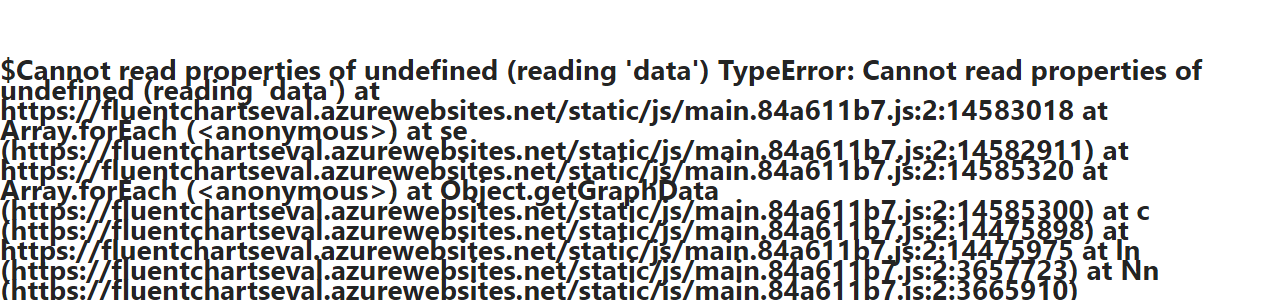 $Cannot read properties of undefined (reading 'data') TypeError: Cannot read properties of
undefined (reading 'data') at
https://fluentchartseval.azurewebsites.net/static/js/main.84a611b7.js:2:14583018 at
Array.forEach (<anonymous>) at se
(https://fluentchartseval.azurewebsites.net/static/js/main.84a611b7.js:2:14582911) at
https://fluentchartseval.azurewebsites.net/static/js/main.84a611b7.js:2:14585320 at
Array.forEach (<anonymous>) at Object.getGraphData
(https://fluentchartseval.azurewebsites.net/static/js/main.84a611b7.js:2:14585300) at c
(https://fluentchartseval.azurewebsites.net/static/js/main.84a611b7.js:2:14475898) at
https://fluentchartseval.azurewebsites.net/static/js/main.84a611b7.js:2:14475975 at ln
(https://fluentchartseval.azurewebsites.net/static/js/main.84a611b7.js:2:3657723) at Nn
(https://fluentchartseval.azurewebsites.net/static/js/main.84a611b7.js:2:3665910)